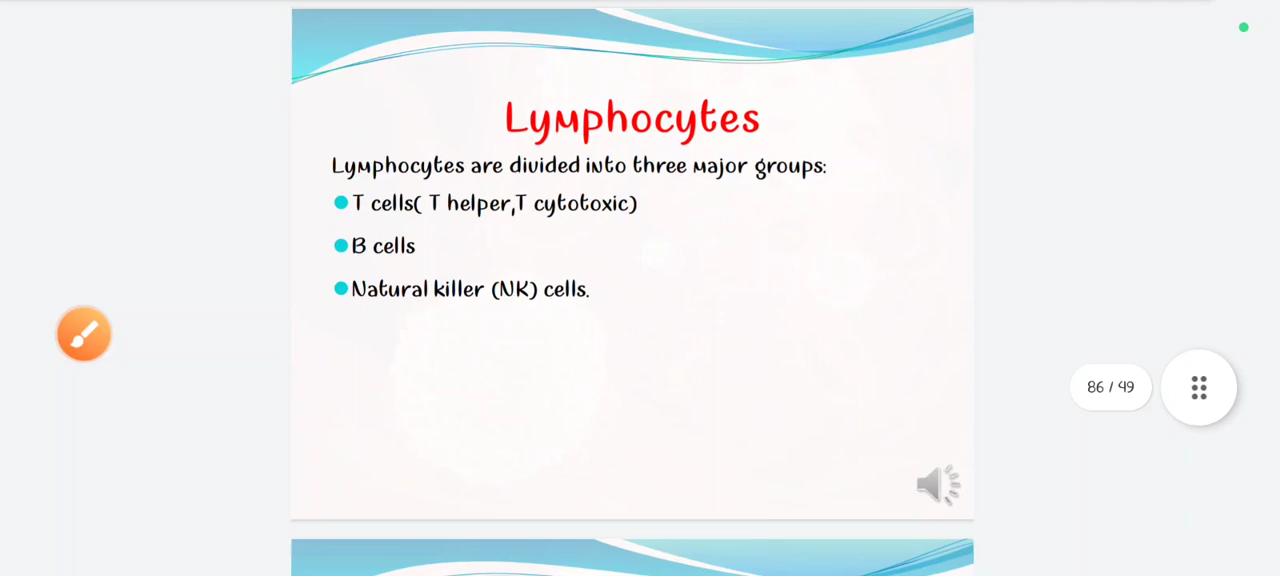 Lymphocytes
Lymphocytes are divided into three major groups:
T cells( T helper,T cytotoxic)
B cells
Natural killer (NK) cells.
86 / 49